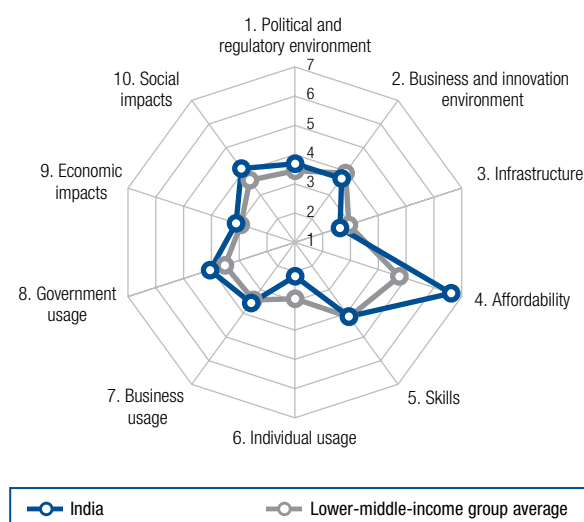 1. Political and
regulatory environment
10. Social
impacts
2. Business and innovation
environment
9. Economic
impacts
3. Infrastructure
8. Government
usage
4. Affordability
7. Business
usage
5. Skills
6. Individual usage
7
6
5
4
3
2
1
India
Lower-middle-income group average